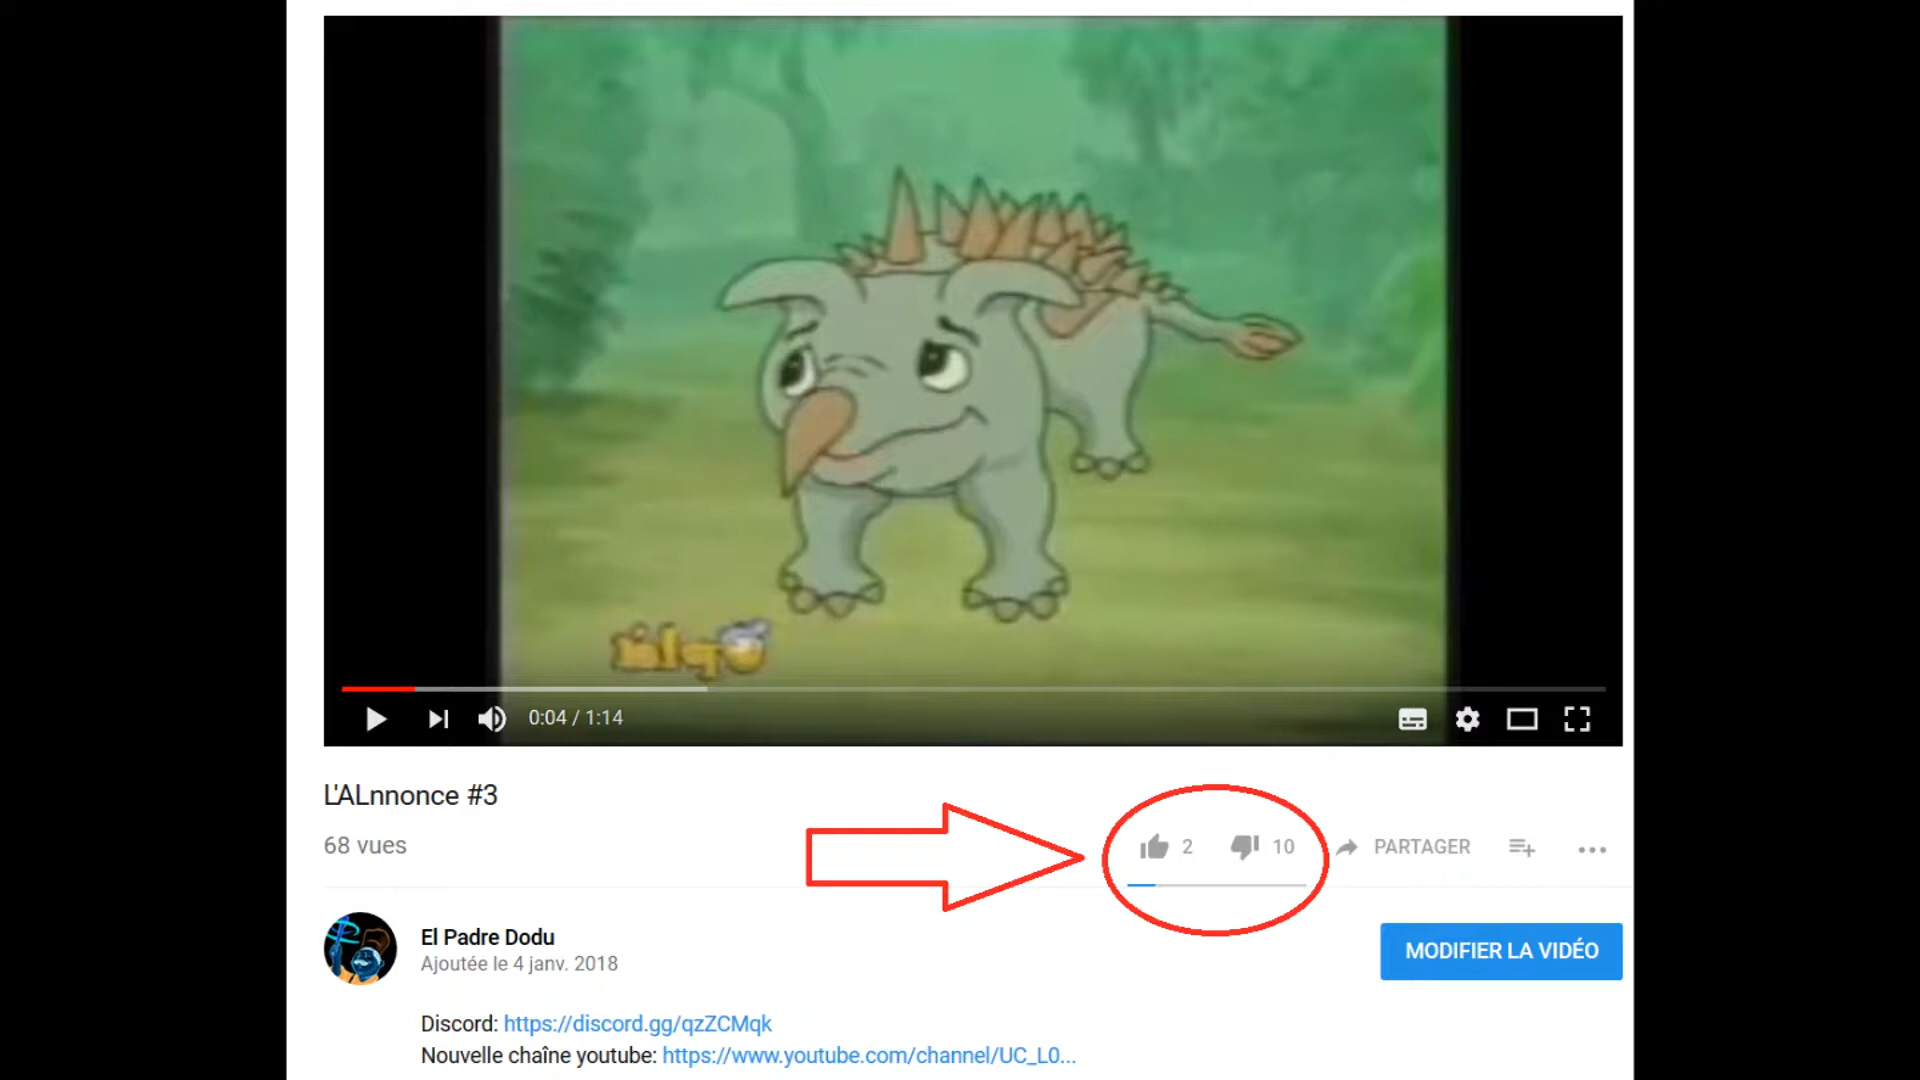 0:04 / 1:14
L'ALnnonce #3
68 vues
2
10
PARTAGER
El Padre Dodu
Ajoutée le 4 janv. 2018
MODIFIER LA VIDÉO
Discord: https://discord.gg/qzZCMqk
Nouvelle chaîne youtube: https://www.youtube.com/channel/UC_L0...